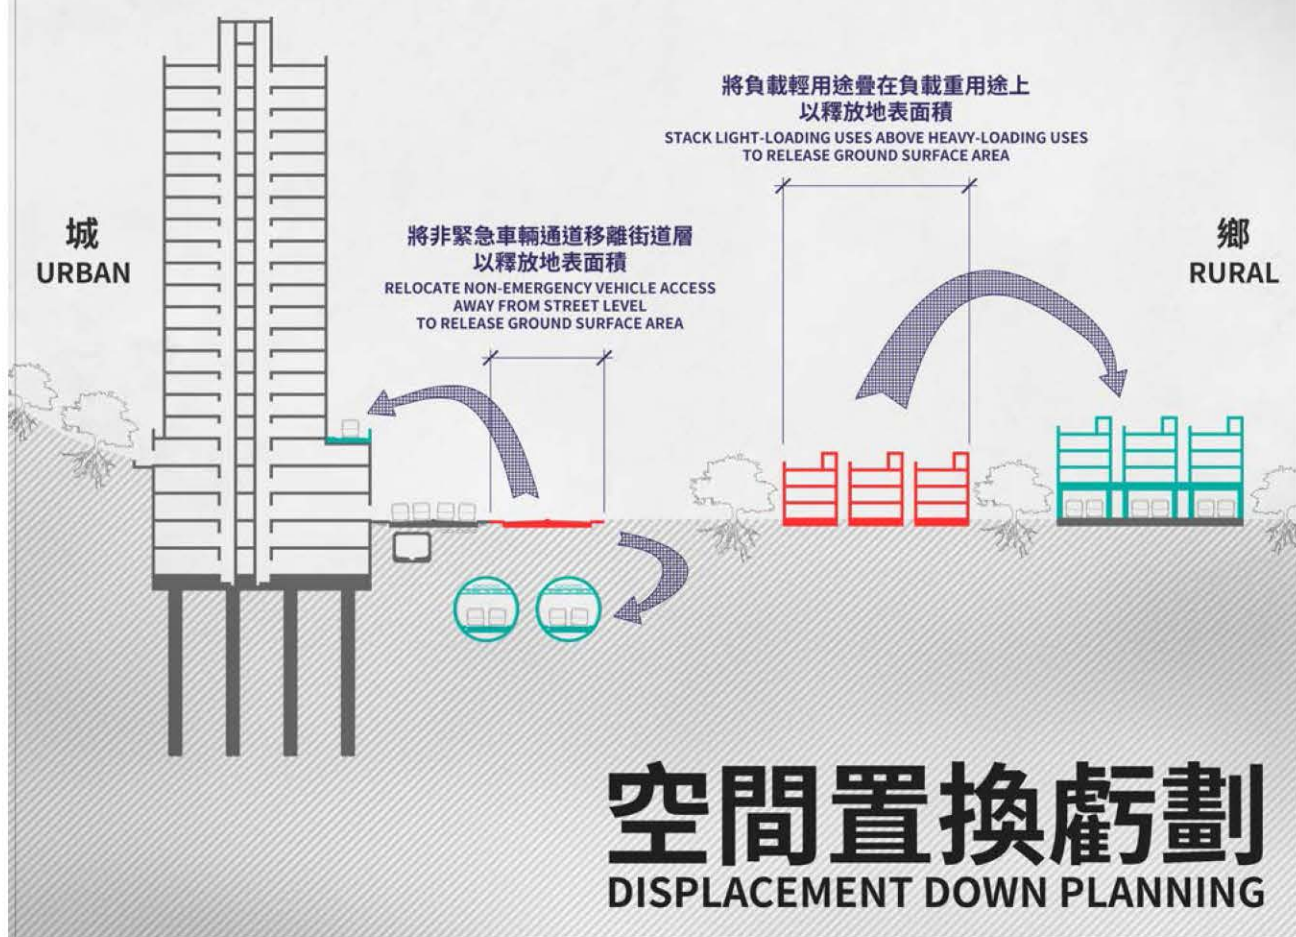 將負載輕用途疊在負載重用途上
以釋放地表面積
STACK LIGHT-LOADING USES ABOVE HEAVY-LOADING USES
TO RELEASE GROUND SURFACE AREA
城
URBAN
將非緊急車輛通道移離街道層
以釋放地表面積
RELOCATE NON-EMERGENCY VEHICLE ACCESS
AWAY FROM STREET LEVEL
TO RELEASE GROUND SURFACE AREA
鄉
RURAL
空間置換虧劃
DISPLACEMENT DOWN PLANNING